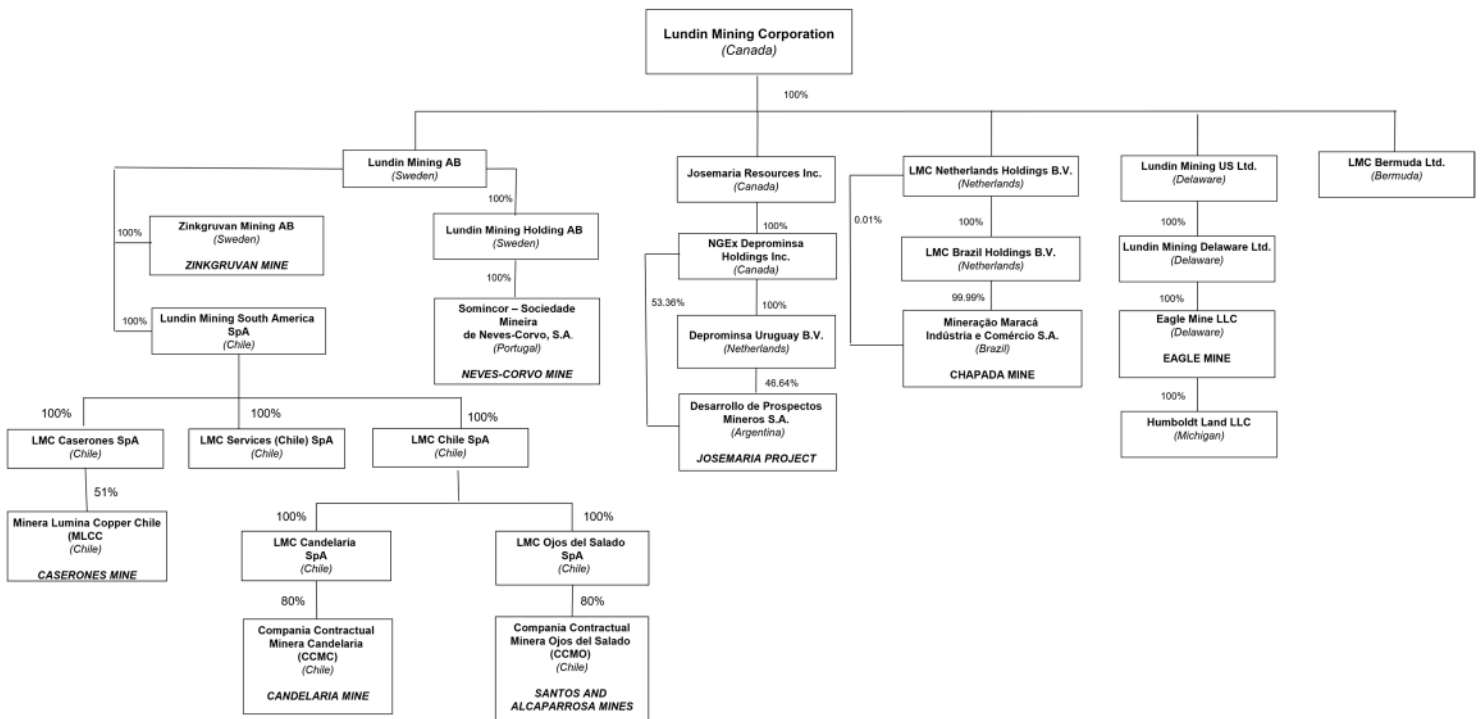 Lundin Mining Corporation
(Canada)
100%
Lundin Mining AB
(Sweden)
Josemaria Resources Inc.
(Canada)
LMC Netherlands Holdings B.V.
(Netherlands)
Lundin Mining US Ltd.
(Delaware)
LMC Bermuda Ltd.
(Bermuda)
100%
Zinkgruvan Mining AB
(Sweden)
ZINKGRUVAN MINE
100%
Lundin Mining Holding AB
(Sweden)
100%
Somincor – Sociedade
Mineira
de Neves-Corvo, S.A.
(Portugal)
NEVES-CORVO MINE
100%
Lundin Mining South America
SpA
(Chile)
100%
NGEx Deprominsa
Holdings Inc.
(Canada)
53.36%
100%
Deprominsa Uruguay B.V.
(Netherlands)
46.64%
Desarrollo de Prospectos
Mineros S.A.
(Argentina)
JOSEMARIA PROJECT
0.01%
100%
LMC Brazil Holdings B.V.
(Netherlands)
99.99%
Mineração Maracá
Indústria e Comércio S.A.
(Brazil)
CHAPADA MINE
100%
Lundin Mining Delaware Ltd.
(Delaware)
100%
Eagle Mine LLC
(Delaware)
EAGLE MINE
100%
Humboldt Land LLC
(Michigan)
100%
100%
100%
LMC Caserones SpA
(Chile)
LMC Services (Chile) SpA
(Chile)
LMC Chile SpA
(Chile)
51%
Minera Lumina Copper Chile
(MLCC
(Chile)
CASERONES MINE
100%
100%
LMC Candelaria
SpA
(Chile)
LMC Ojos del Salado
SpA
(Chile)
80%
80%
Compania Contractual
Minera Candelaria
(CCMC)
(Chile)
CANDELARIA MINE
Compania Contractual
Minera Ojos del Salado
(CCMO)
(Chile)
SANTOS AND
ALCAPARROSA MINES